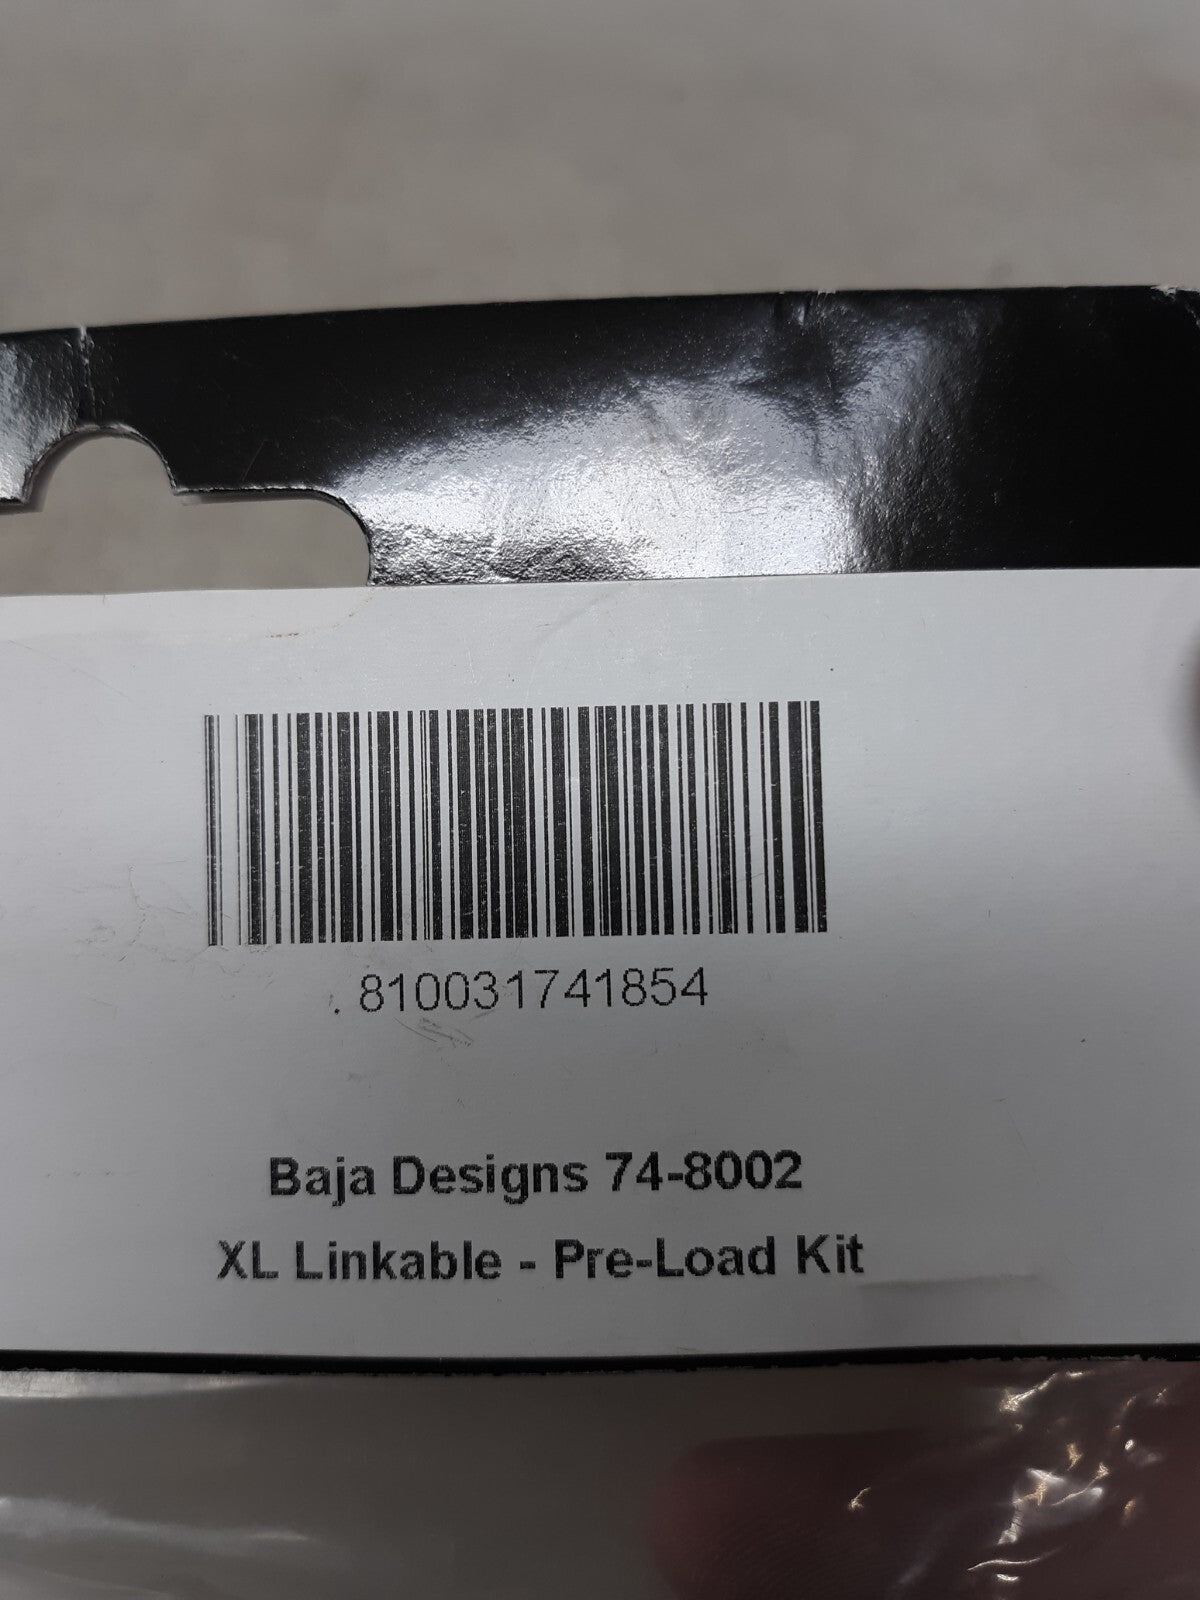 810031741854
Baja Designs 74-8002
XL Linkable - Pre-Load Kit